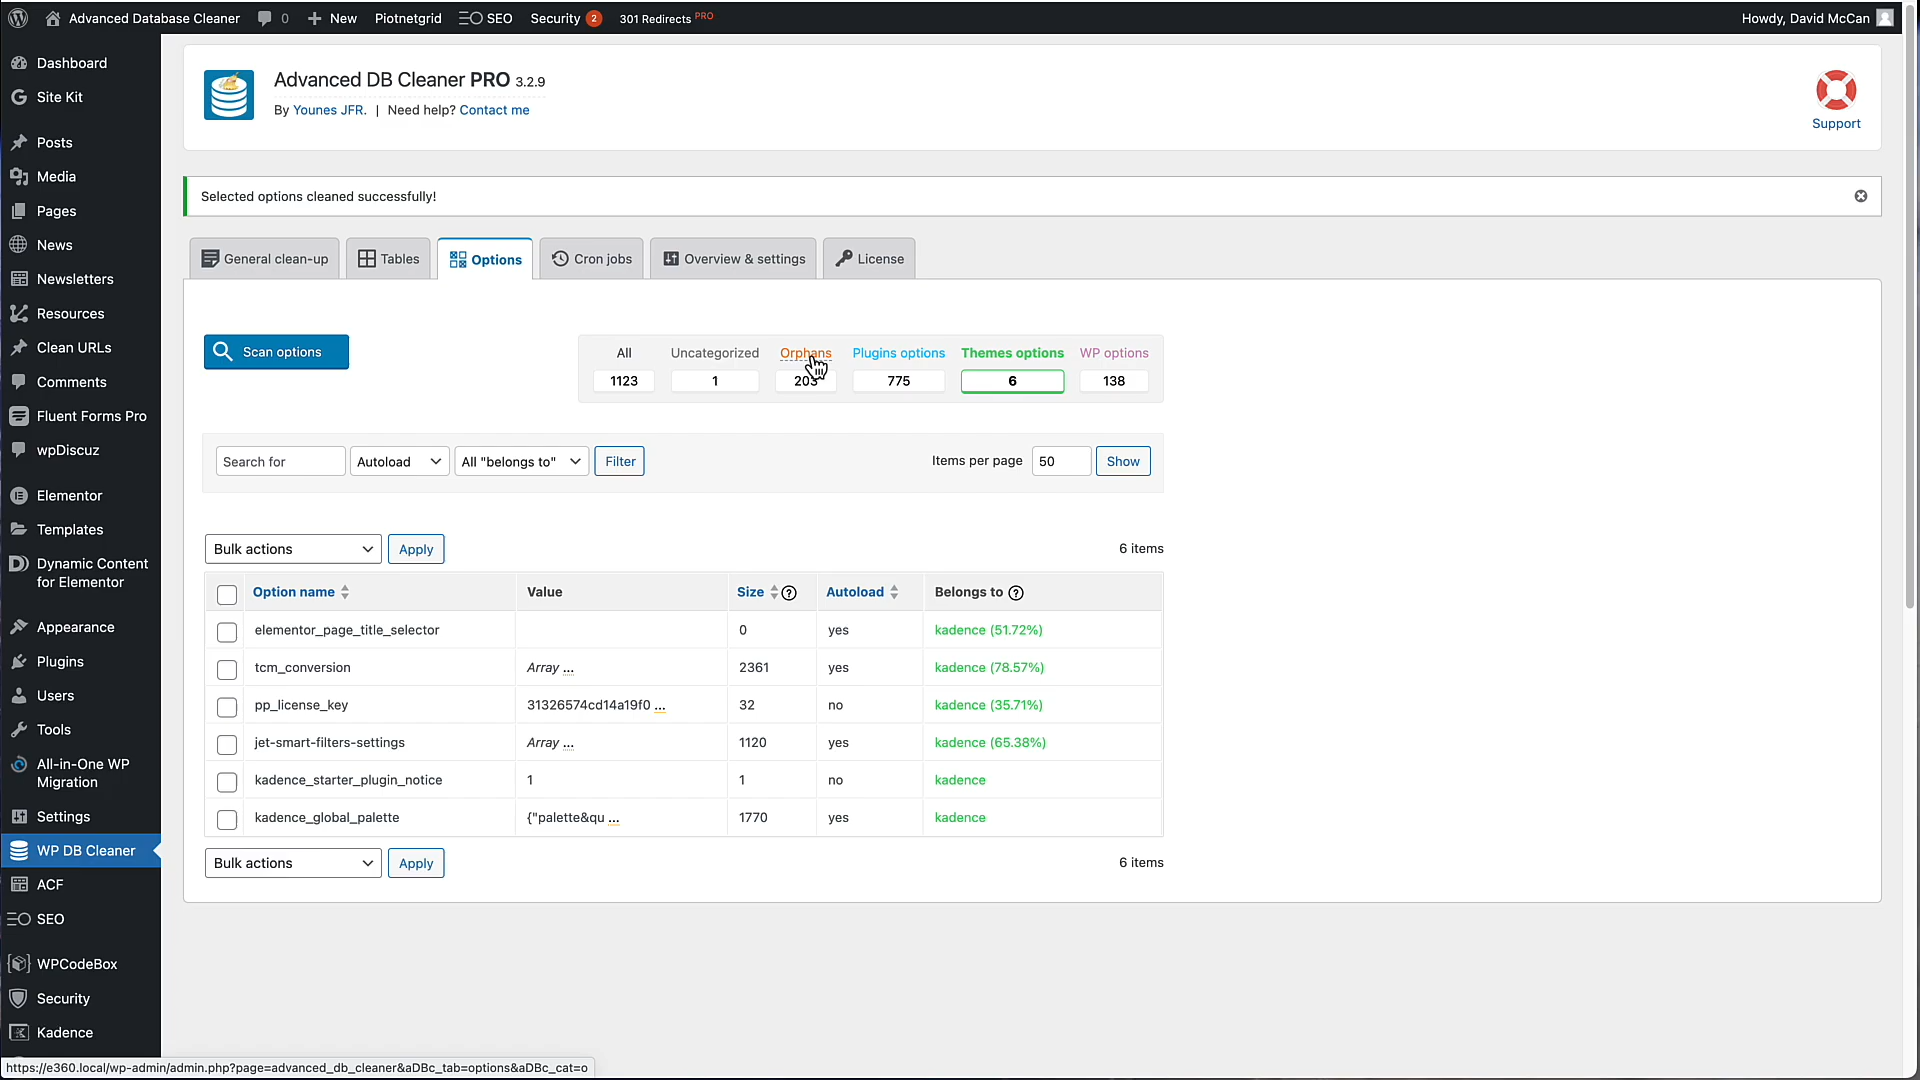 Advanced Database Cleaner 0 New Piotnetgrid SEO Security 2 301 Redirects PRO Howdy, David McCan
Dashboard
Site Kit
Posts
Media
Pages
News
Newsletters
Resources
Clean URLs
Comments
Fluent Forms Pro
wpDiscuz
Elementor
Templates
Dynamic Content
for Elementor
Appearance
Plugins
Users
Tools
All-in-One WP
Migration
Settings
WP DB Cleaner
ACF
SEO
WPCodeBox
Security
Kadence
Advanced DB Cleaner PRO 3.2.9
By Younes JFR. | Need help? Contact me
Support
Selected options cleaned successfully!
General clean-up Tables Options Cron jobs Overview & settings License
Scan options
All Uncategorized Orphans Plugins options Themes options WP options
1123 1 203 775 6 138
Search for Autoload All "belongs to" Filter Items per page 50 Show
Bulk actions Apply 6 items
Option name Value Size Autoload Belongs to
elementor_page_title_selector 0 yes kadence (51.72%)
tcm_conversion Array ... 2361 yes kadence (78.57%)
pp_license_key 31326574cd14a19f0 ... 32 no kadence (35.71%)
jet-smart-filters-settings Array ... 1120 yes kadence (65.38%)
kadence_starter_plugin_notice 1 1 no kadence
kadence_global_palette {"palette&qu ... 1770 yes kadence
Bulk actions Apply 6 items
https://e360.local/wp-admin/admin.php?page=advanced_db_cleaner&aDBc_tab=options&aDBc_cat=o